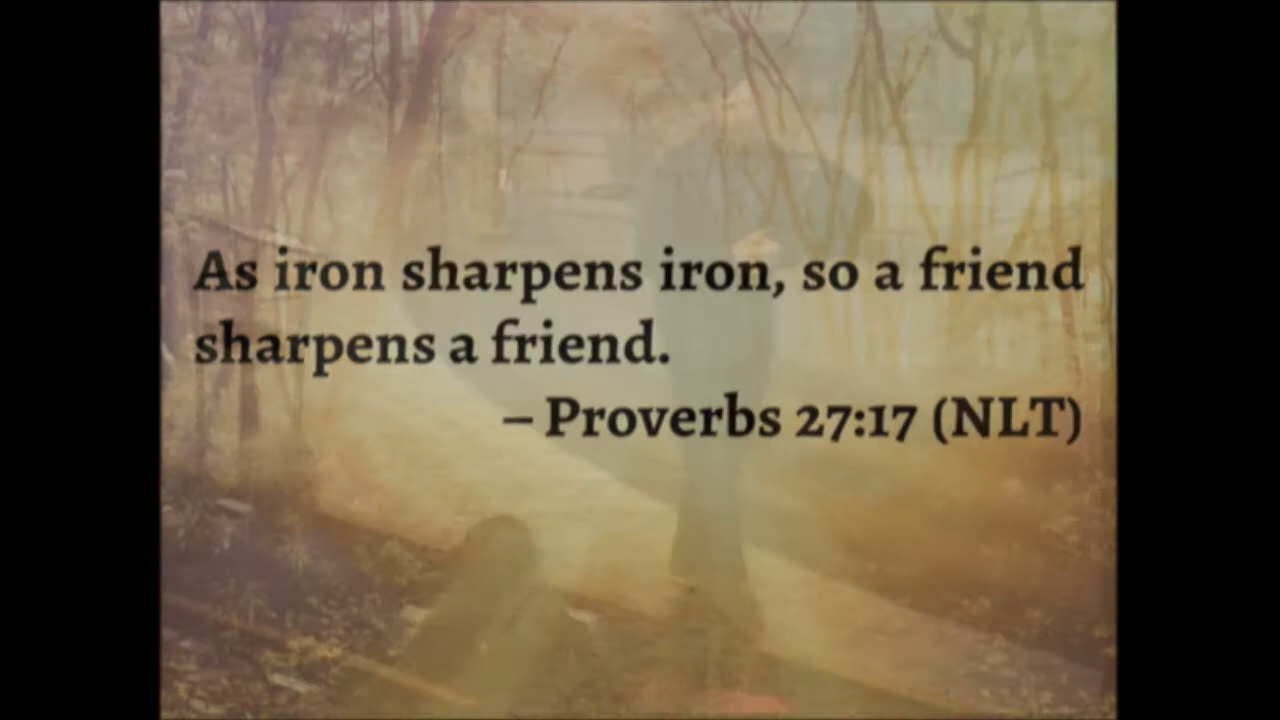 As iron sharpens iron, so a friend
sharpens a friend.
– Proverbs 27:17 (NLT)